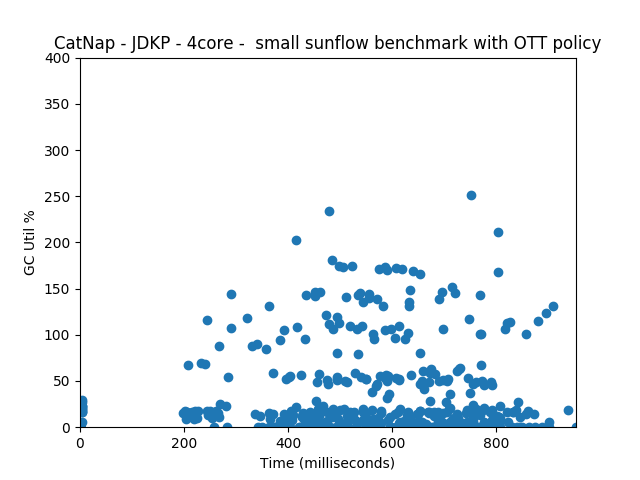 CatNap - JDKP - 4core -  small sunflow benchmark with OTT policy
400
350
300
250
200
150
100
50
0
GC Util %
0 200 400 600 800
Time (milliseconds)